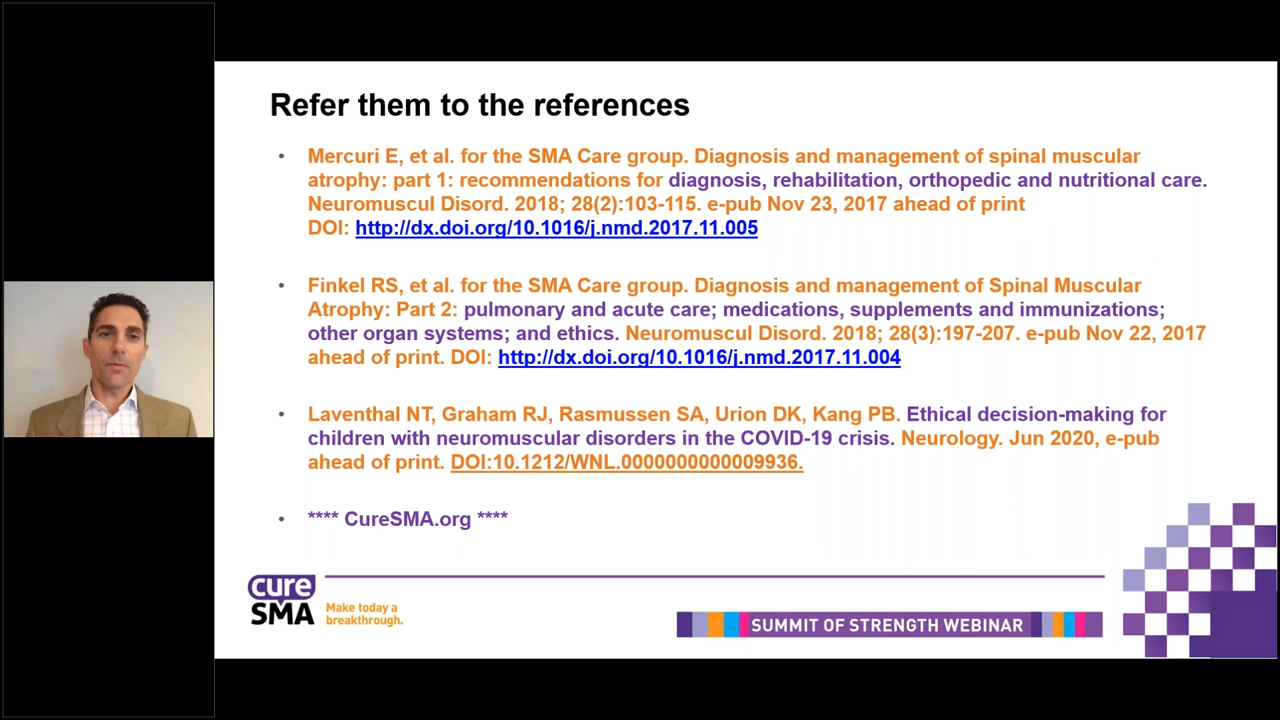 Refer them to the references
• Mercuri E, et al. for the SMA Care group. Diagnosis and management of spinal muscular
atrophy: part 1: recommendations for diagnosis, rehabilitation, orthopedic and nutritional care.
Neuromuscul Disord. 2018; 28(2):103-115. e-pub Nov 23, 2017 ahead of print
DOI: http://dx.doi.org/10.1016/j.nmd.2017.11.005
• Finkel RS, et al. for the SMA Care group. Diagnosis and management of Spinal Muscular
Atrophy: Part 2: pulmonary and acute care; medications, supplements and immunizations;
other organ systems; and ethics. Neuromuscul Disord. 2018; 28(3):197-207. e-pub Nov 22, 2017
ahead of print. DOI: http://dx.doi.org/10.1016/j.nmd.2017.11.004
• Laventhal NT, Graham RJ, Rasmussen SA, Urion DK, Kang PB. Ethical decision-making for
children with neuromuscular disorders in the COVID-19 crisis. Neurology. Jun 2020, e-pub
ahead of print. DOI:10.1212/WNL.0000000000009936.
• **** CureSMA.org ****
cure
SMA
Make today a
breakthrough.
SUMMIT OF STRENGTH WEBINAR